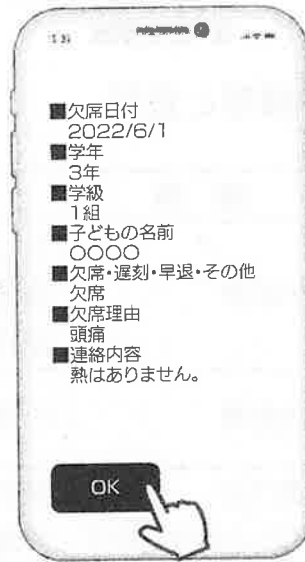 ■欠席日付
2022/6/1
■学年
3年
■学級
1組
■子どもの名前
○○○○
■欠席・遅刻・早退・その他
欠席
■欠席理由
頭痛
■連絡内容
熱はありません。
OK